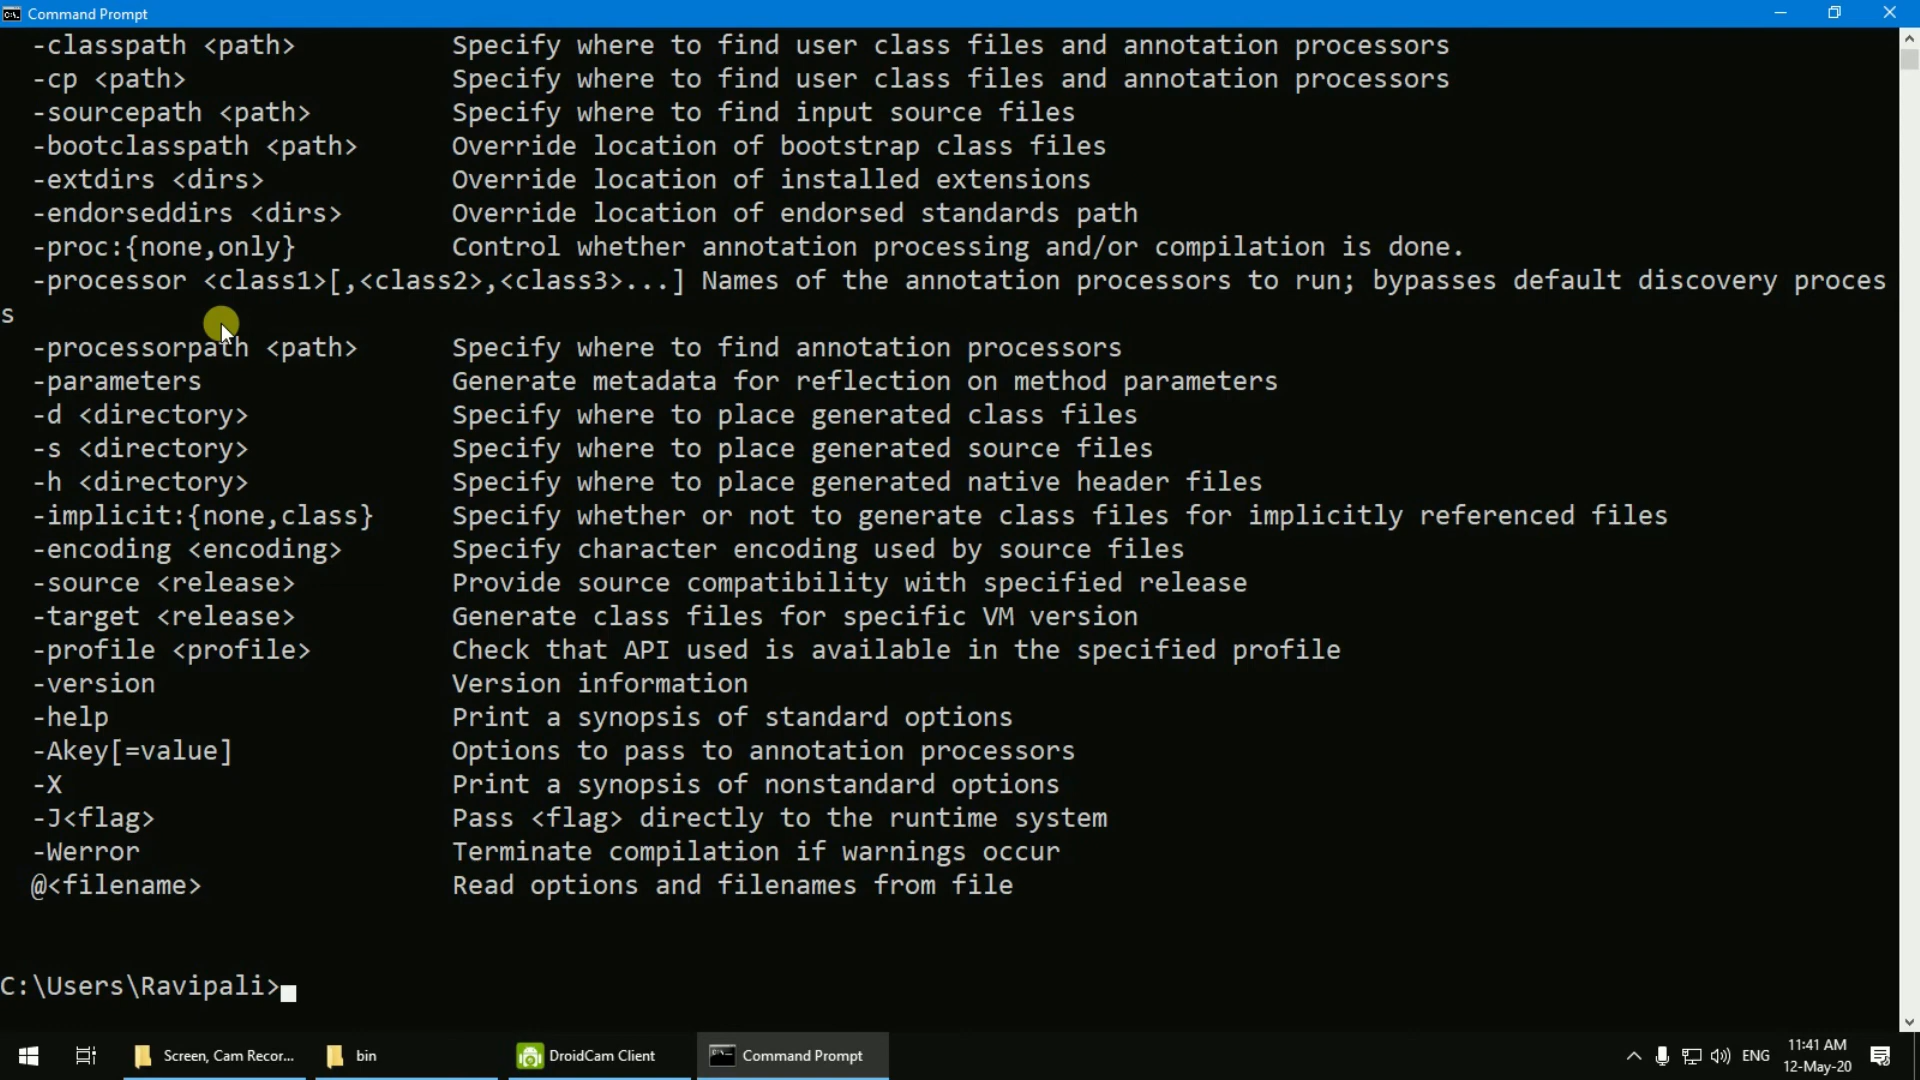 Command Prompt
-classpath <path> Specify where to find user class files and annotation processors
-cp <path> Specify where to find user class files and annotation processors
-sourcepath <path> Specify where to find input source files
-bootclasspath <path> Override location of bootstrap class files
-extdirs <dirs> Override location of installed extensions
-endorseddirs <dirs> Override location of endorsed standards path
-proc:{none,only} Control whether annotation processing and/or compilation is done.
-processor <class1>[,<class2>,<class3>...] Names of the annotation processors to run; bypasses default discovery proces
s
-processorpath <path> Specify where to find annotation processors
-parameters Generate metadata for reflection on method parameters
-d <directory> Specify where to place generated class files
-s <directory> Specify where to place generated source files
-h <directory> Specify where to place generated native header files
-implicit:{none,class} Specify whether or not to generate class files for implicitly referenced files
-encoding <encoding> Specify character encoding used by source files
-source <release> Provide source compatibility with specified release
-target <release> Generate class files for specific VM version
-profile <profile> Check that API used is available in the specified profile
-version Version information
-help Print a synopsis of standard options
-Akey[=value] Options to pass to annotation processors
-X Print a synopsis of nonstandard options
-J<flag> Pass <flag> directly to the runtime system
-Werror Terminate compilation if warnings occur
@<filename> Read options and filenames from file
C:\Users\Ravipali>
Screen, Cam Recor... bin DroidCam Client Command Prompt ENG 11:41 AM
12-May-20